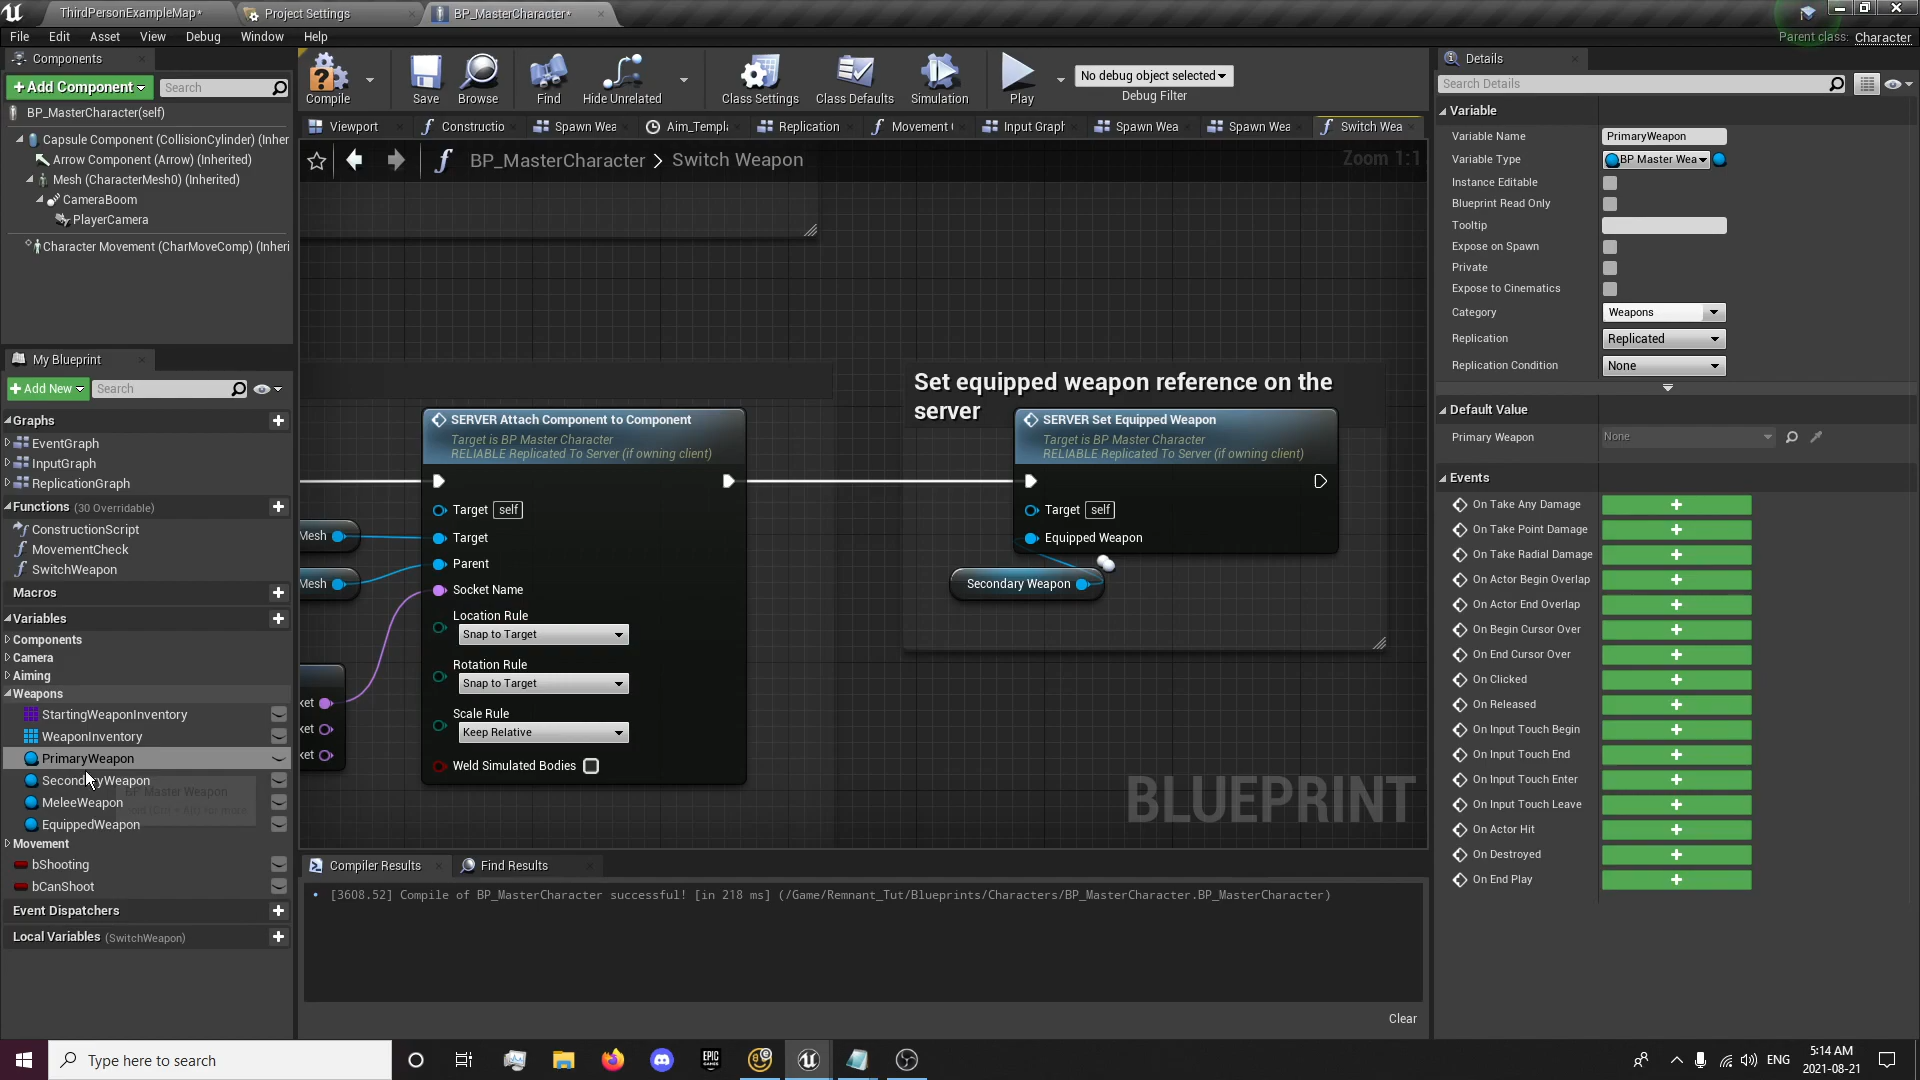 ThirdPersonExampleMap*
Project Settings
BP_MasterCharacter*
File
Edit
Asset
View
Debug
Window
Help
Parent class: Character
Components
+Add Component
Search
BP_MasterCharacter(self)
Capsule Component (CollisionCylinder) (Inher
Arrow Component (Arrow) (Inherited)
Mesh (CharacterMesh0) (Inherited)
CameraBoom
PlayerCamera
Character Movement (CharMoveComp) (Inheri
Compile
Save
Browse
Find
Hide Unrelated
Class Settings
Class Defaults
Simulation
Play
No debug object selected
Debug Filter
Viewport
Constructio
Spawn Wea
Aim_Templ
Replication
Movement
Input Graph
Spawn Wea
Spawn Wea
Switch Wea
BP_MasterCharacter > Switch Weapon
Zoom 1:1
My Blueprint
+Add New
Search
Graphs
EventGraph
InputGraph
ReplicationGraph
Functions (30 Overridable)
ConstructionScript
MovementCheck
SwitchWeapon
Macros
Variables
Components
Camera
Aiming
Weapons
StartingWeaponInventory
WeaponInventory
PrimaryWeapon
SecondaryWeapon
MeleeWeapon
EquippedWeapon
Movement
bShooting
bCanShoot
Event Dispatchers
Local Variables (SwitchWeapon)
Mesh
Mesh
ket
ket
ket
SERVER Attach Component to Component
Target is BP Master Character
RELIABLE Replicated To Server (if owning client)
Target self
Target
Parent
Socket Name
Location Rule
Snap to Target
Rotation Rule
Snap to Target
Scale Rule
Keep Relative
Weld Simulated Bodies
Set equipped weapon reference on the
server
SERVER Set Equipped Weapon
Target is BP Master Character
RELIABLE Replicated To Server (if owning client)
Target self
Equipped Weapon
Secondary Weapon
BLUEPRINT
Compiler Results
Find Results
[3608.52] Compile of BP_MasterCharacter successful! [in 218 ms] (/Game/Remnant_Tut/Blueprints/Characters/BP_MasterCharacter.BP_MasterCharacter)
Clear
Details
Search Details
Variable
Variable Name
PrimaryWeapon
Variable Type
BP Master Wea
Instance Editable
Blueprint Read Only
Tooltip
Expose on Spawn
Private
Expose to Cinematics
Category
Weapons
Replication
Replicated
Replication Condition
None
Default Value
Primary Weapon
None
Events
On Take Any Damage
On Take Point Damage
On Take Radial Damage
On Actor Begin Overlap
On Actor End Overlap
On Begin Cursor Over
On End Cursor Over
On Clicked
On Released
On Input Touch Begin
On Input Touch End
On Input Touch Enter
On Input Touch Leave
On Actor Hit
On Destroyed
On End Play
Type here to search
EPIC
ENG
5:14 AM
2021-08-21